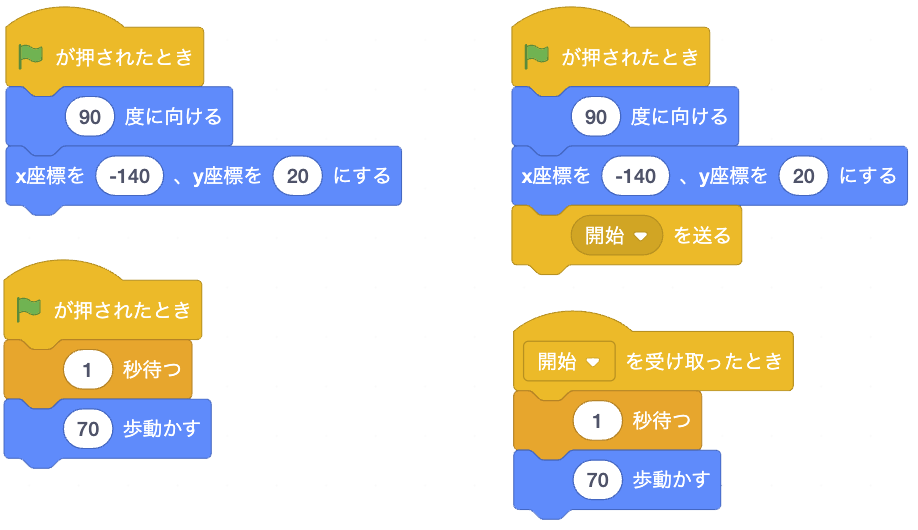 が押されたとき
90 度に向ける
x座標を -140 、y座標を 20 にする
が押されたとき
1 秒待つ
70 歩動かす
が押されたとき
90 度に向ける
x座標を -140 、y座標を 20 にする
開始 を送る
開始 を受け取ったとき
1 秒待つ
70 歩動かす